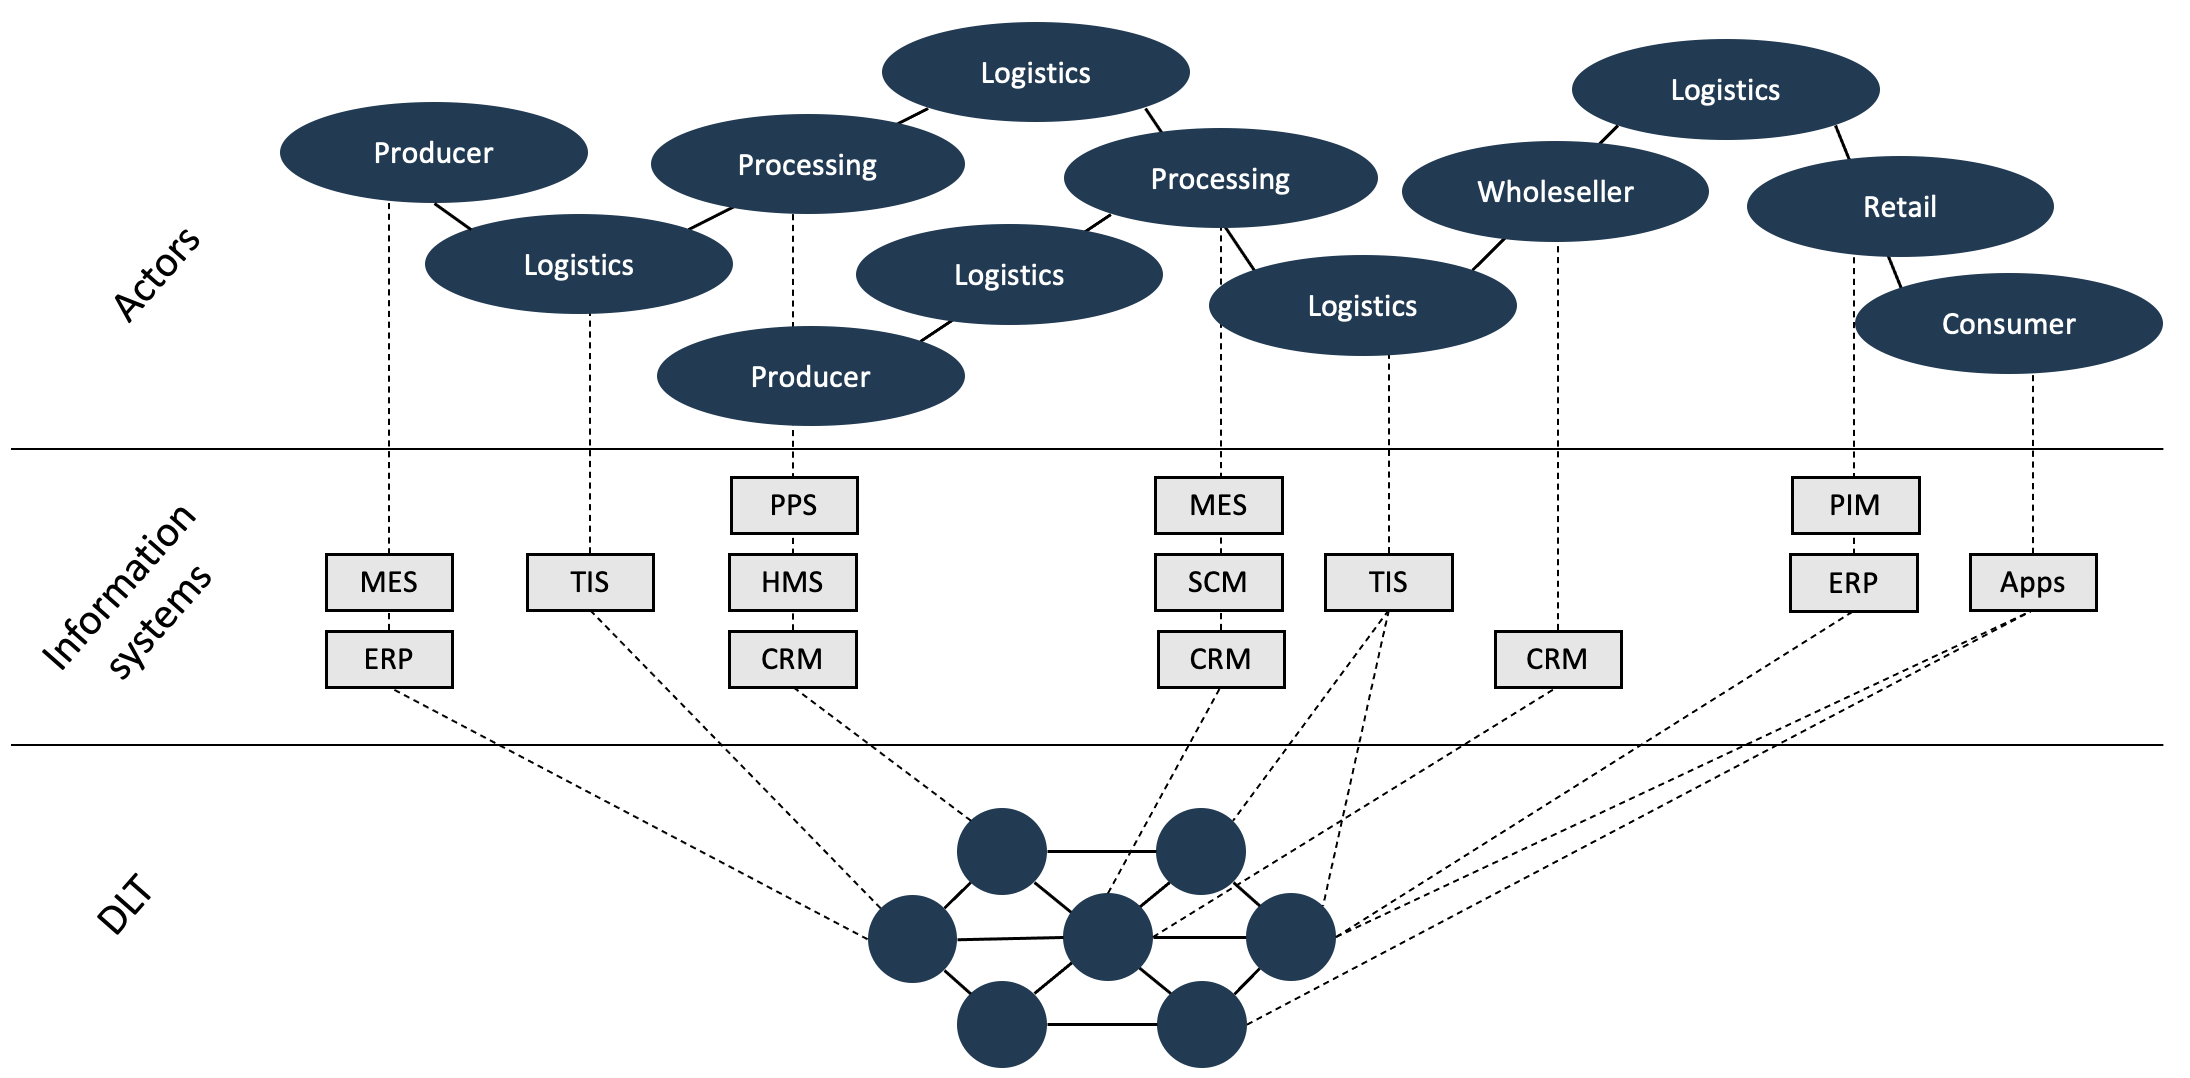 Actors
Logistics
Logistics
Producer
Processing
Processing
Wholeseller
Retail
Logistics
Logistics
Logistics
Consumer
Producer
Information
systems
PPS
MES
PIM
MES
TIS
HMS
SCM
TIS
ERP
Apps
ERP
CRM
CRM
CRM
DLT